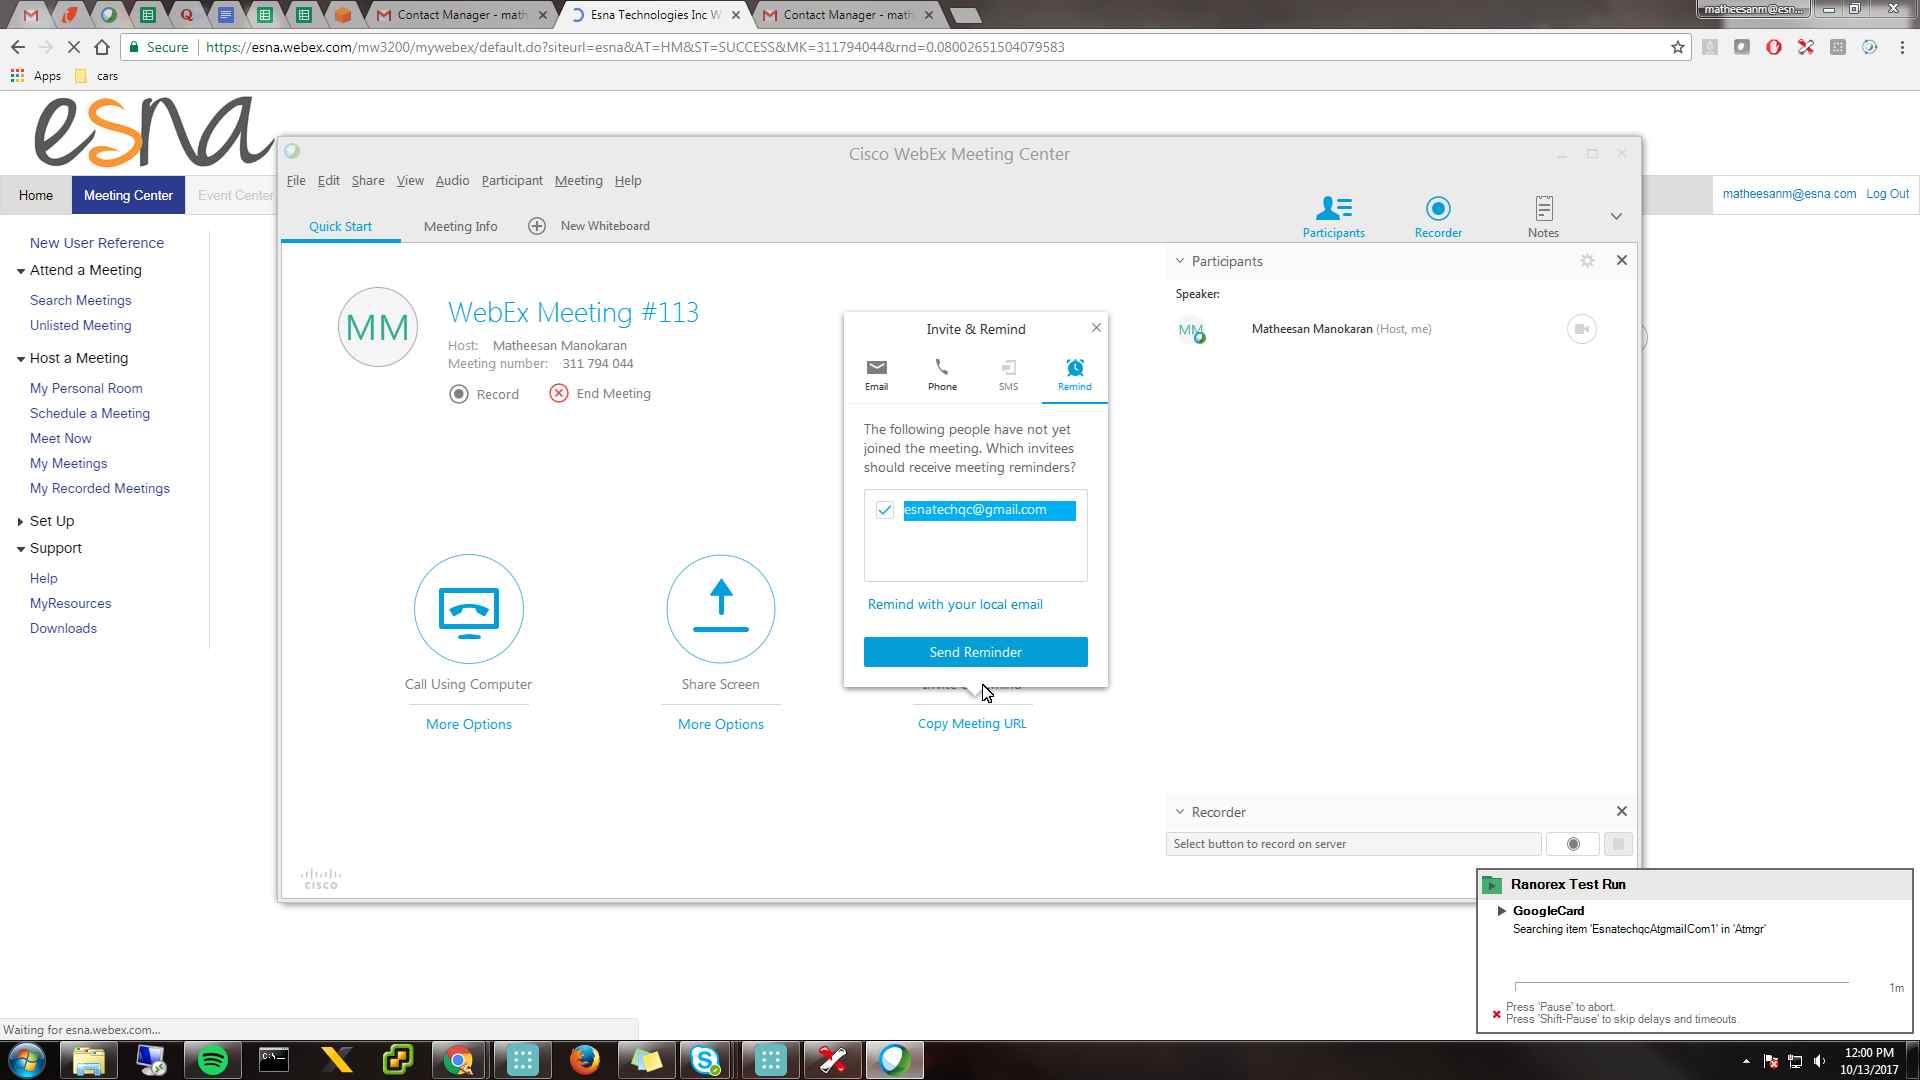 Contact Manager - math
Esna Technologies Inc W
Contact Manager - math
matheesanm@esn...
Secure
https://esna.webex.com/mw3200/mywebex/default.do?siteurl=esna&AT=HM&ST=SUCCESS&MK=311794044&rnd=0.08002651504079583
Apps
cars
esna
Home
Meeting Center
Event Center
matheesanm@esna.com
Log Out
New User Reference
Attend a Meeting
Search Meetings
Unlisted Meeting
Host a Meeting
My Personal Room
Schedule a Meeting
Meet Now
My Meetings
My Recorded Meetings
Set Up
Support
Help
MyResources
Downloads
Cisco WebEx Meeting Center
File Edit Share View Audio Participant Meeting Help
Quick Start
Meeting Info
New Whiteboard
Participants
Recorder
Notes
MM
WebEx Meeting #113
Host: Matheesan Manokaran
Meeting number: 311 794 044
Record
End Meeting
Call Using Computer
More Options
Share Screen
More Options
Copy Meeting URL
Invite & Remind
Email
Phone
SMS
Remind
The following people have not yet
joined the meeting. Which invitees
should receive meeting reminders?
esnatechqc@gmail.com
Remind with your local email
Send Reminder
Participants
Speaker:
MM
Matheesan Manokaran (Host, me)
Recorder
Select button to record on server
CISCO
Ranorex Test Run
GoogleCard
Searching item 'EsnatechqcAtgmailCom1' in 'Atmgr'
1m
Press 'Pause' to abort.
Press 'Shift-Pause' to skip delays and timeouts.
Waiting for esna.webex.com...
12:00 PM
10/13/2017